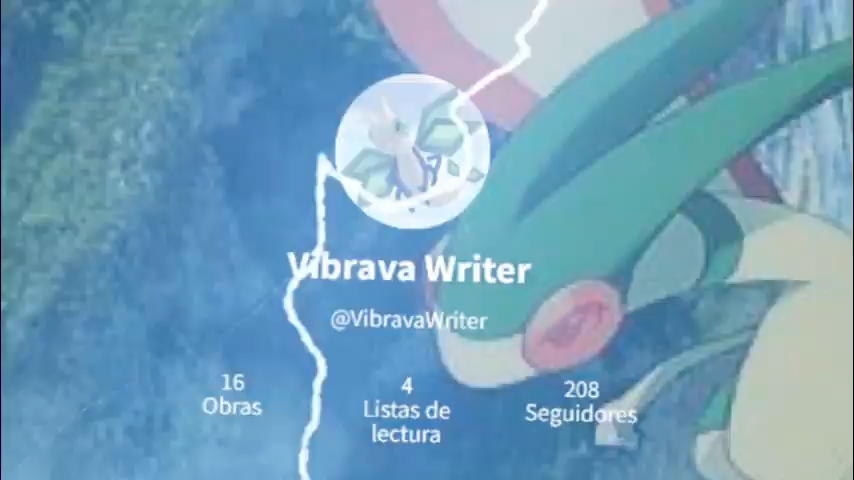 Vibrava Writer
@VibravaWriter
16
Obras
4
Listas de
lectura
208
Seguidores